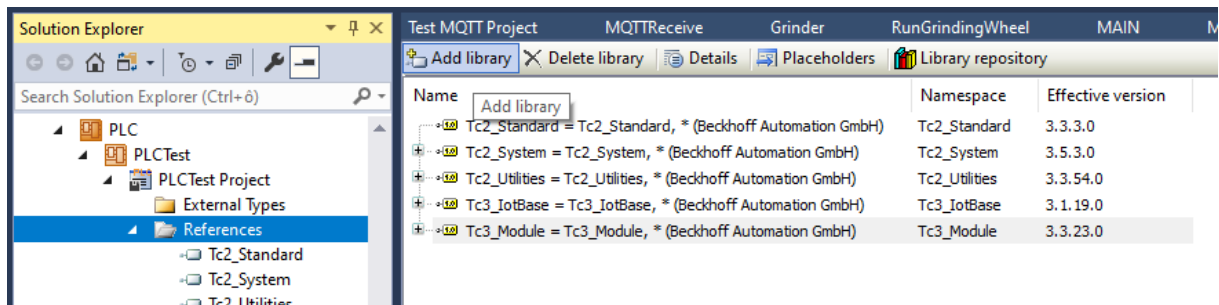 Solution Explorer
Search Solution Explorer (Ctrl+ô)
PLC
PLCTest
PLCTest Project
External Types
References
Tc2_Standard
Tc2_System
Tc2_Utilities
Test MQTT Project MQTTReceive Grinder RunGrindingWheel MAIN M
Add library Delete library Details Placeholders Library repository
Name Namespace Effective version
Add library
Tc2_Standard = Tc2_Standard, * (Beckhoff Automation GmbH) Tc2_Standard 3.3.3.0
Tc2_System = Tc2_System, * (Beckhoff Automation GmbH) Tc2_System 3.5.3.0
Tc2_Utilities = Tc2_Utilities, * (Beckhoff Automation GmbH) Tc2_Utilities 3.3.54.0
Tc3_IotBase = Tc3_IotBase, * (Beckhoff Automation GmbH) Tc3_IotBase 3.1.19.0
Tc3_Module = Tc3_Module, * (Beckhoff Automation GmbH) Tc3_Module 3.3.23.0